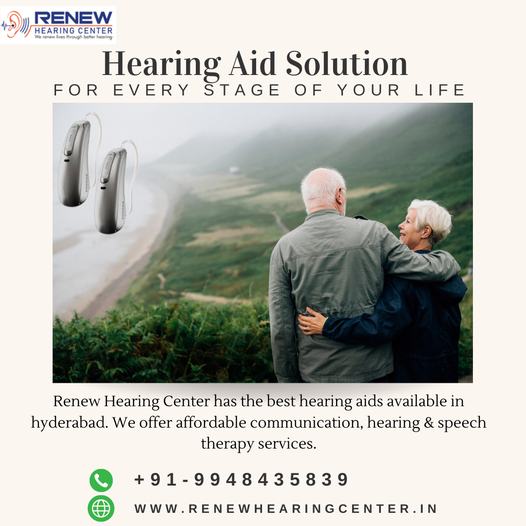 RENEW
HEARING CENTER
We renew lives through better hearing
Hearing Aid Solution
FOR EVERY STAGE OF YOUR LIFE
Renew Hearing Center has the best hearing aids available in
hyderabad. We offer affordable communication, hearing & speech
therapy services.
+91-9948435839
WWW.RENEWHEARINGCENTER.IN